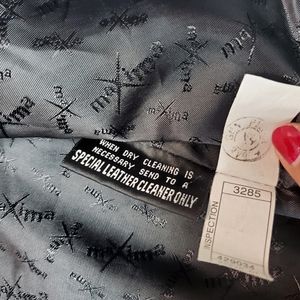 maxima
maxima
WHEN DRY CLEANING IS
NECESSARY SEND TO A
SPECIAL LEATHER CLEANER ONLY
3285
INSPECTION
maxima
maxima